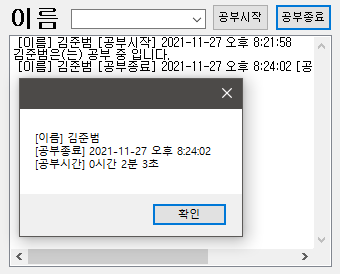 이름 공부시작 공부종료
[이름] 김준범 [공부시작] 2021-11-27 오후 8:21:58
김준범은(는) 공부 중 입니다.
[이름] 김준범 [공부종료] 2021-11-27 오후 8:24:02 [공
[이름] 김준범
[공부종료] 2021-11-27 오후 8:24:02
[공부시간] 0시간 2분 3초
확인